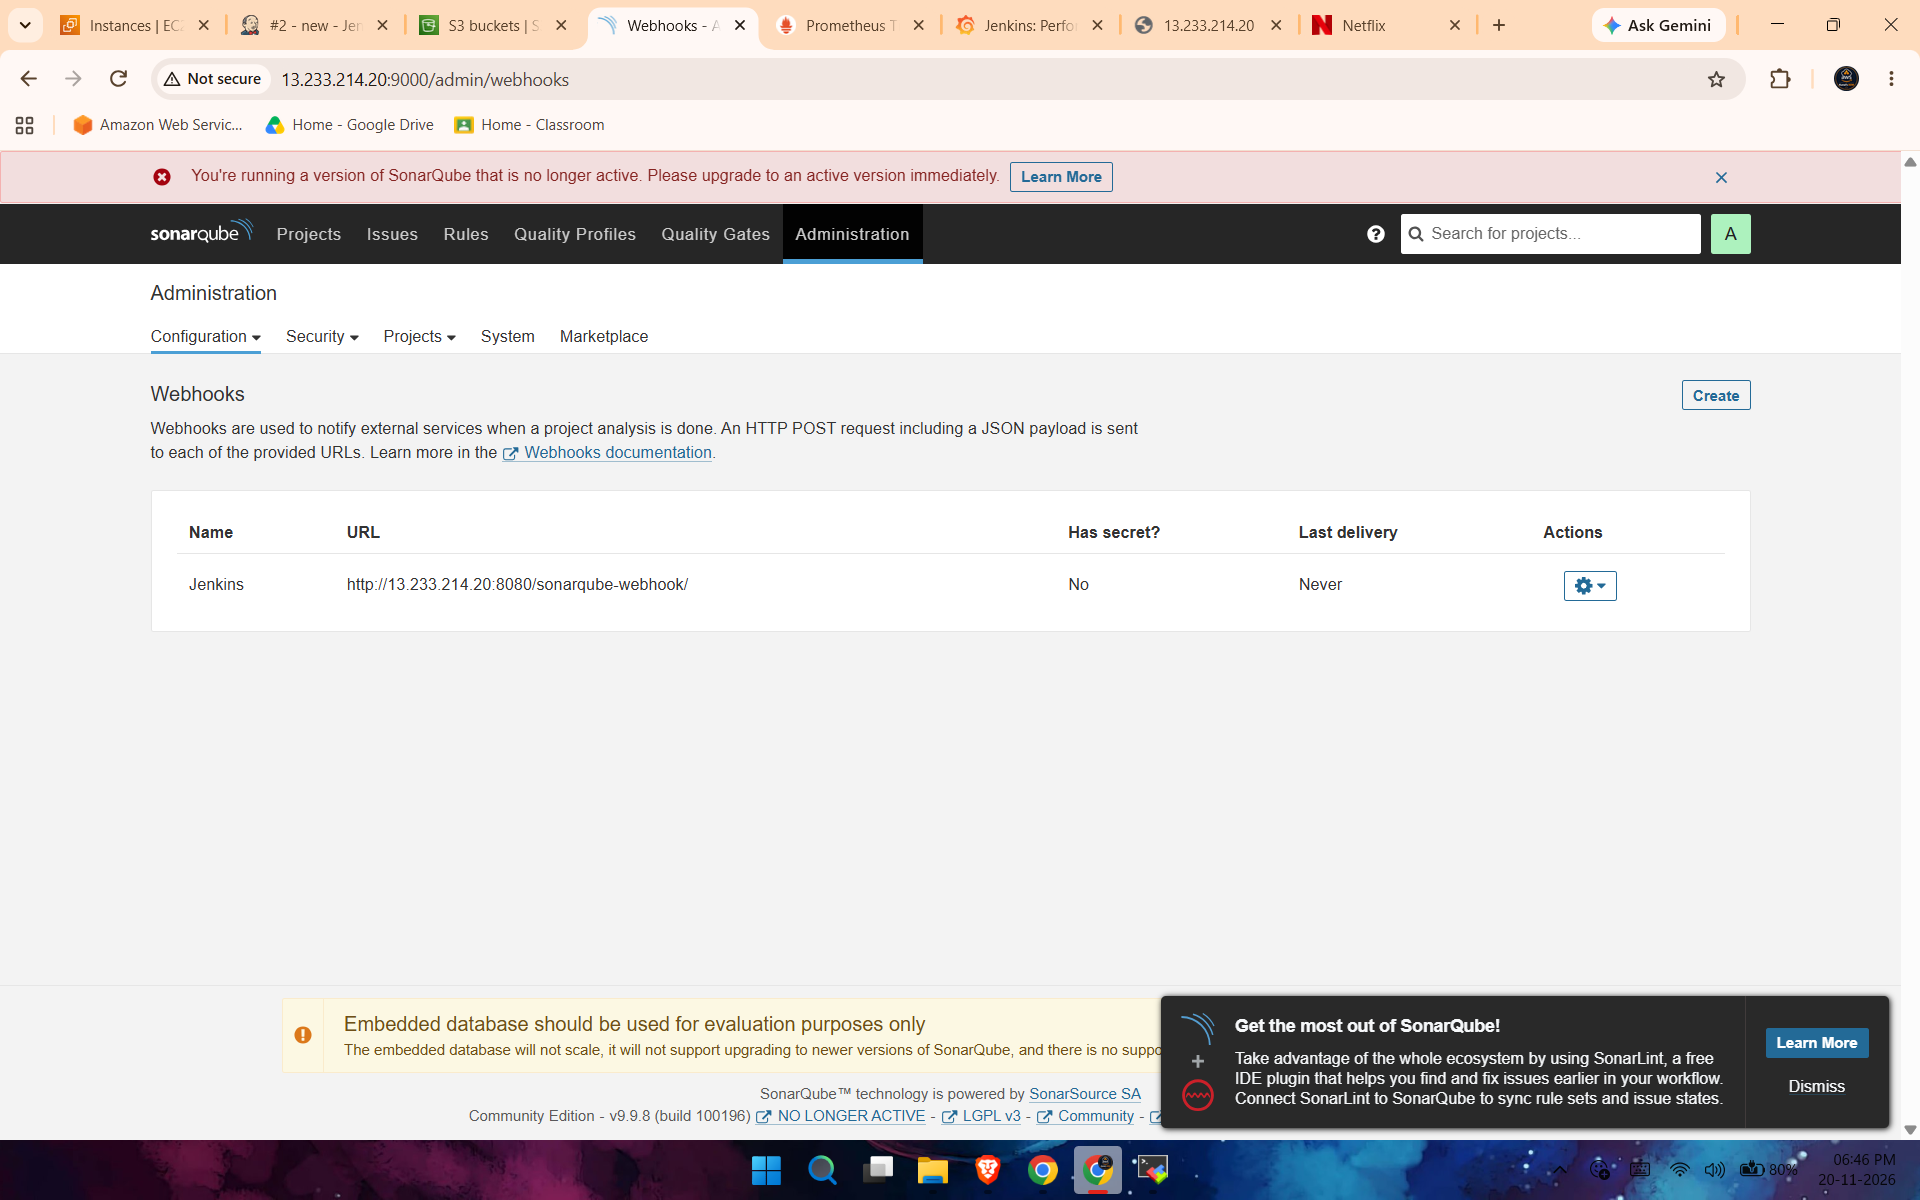 Instances | EC2
#2 - new - Jen
S3 buckets | S
Webhooks - A
Prometheus T
Jenkins: Perfo
13.233.214.20
Netflix
Ask Gemini
Not secure
13.233.214.20:9000/admin/webhooks
Amazon Web Servic...
Home - Google Drive
Home - Classroom
You're running a version of SonarQube that is no longer active. Please upgrade to an active version immediately.
Learn More
sonarqube
Projects
Issues
Rules
Quality Profiles
Quality Gates
Administration
Search for projects...
A
Administration
Configuration
Security
Projects
System
Marketplace
Webhooks
Create
Webhooks are used to notify external services when a project analysis is done. An HTTP POST request including a JSON payload is sent
to each of the provided URLs. Learn more in the Webhooks documentation.
Name URL Has secret? Last delivery Actions
Jenkins http://13.233.214.20:8080/sonarqube-webhook/ No Never
Embedded database should be used for evaluation purposes only
The embedded database will not scale, it will not support upgrading to newer versions of SonarQube, and there is no suppo
SonarQube™ technology is powered by SonarSource SA
Community Edition - v9.9.8 (build 100196) NO LONGER ACTIVE - LGPL v3 - Community -
Get the most out of SonarQube!
Take advantage of the whole ecosystem by using SonarLint, a free
IDE plugin that helps you find and fix issues earlier in your workflow.
Connect SonarLint to SonarQube to sync rule sets and issue states.
Learn More
Dismiss
80%
06:46 PM
20-11-2026